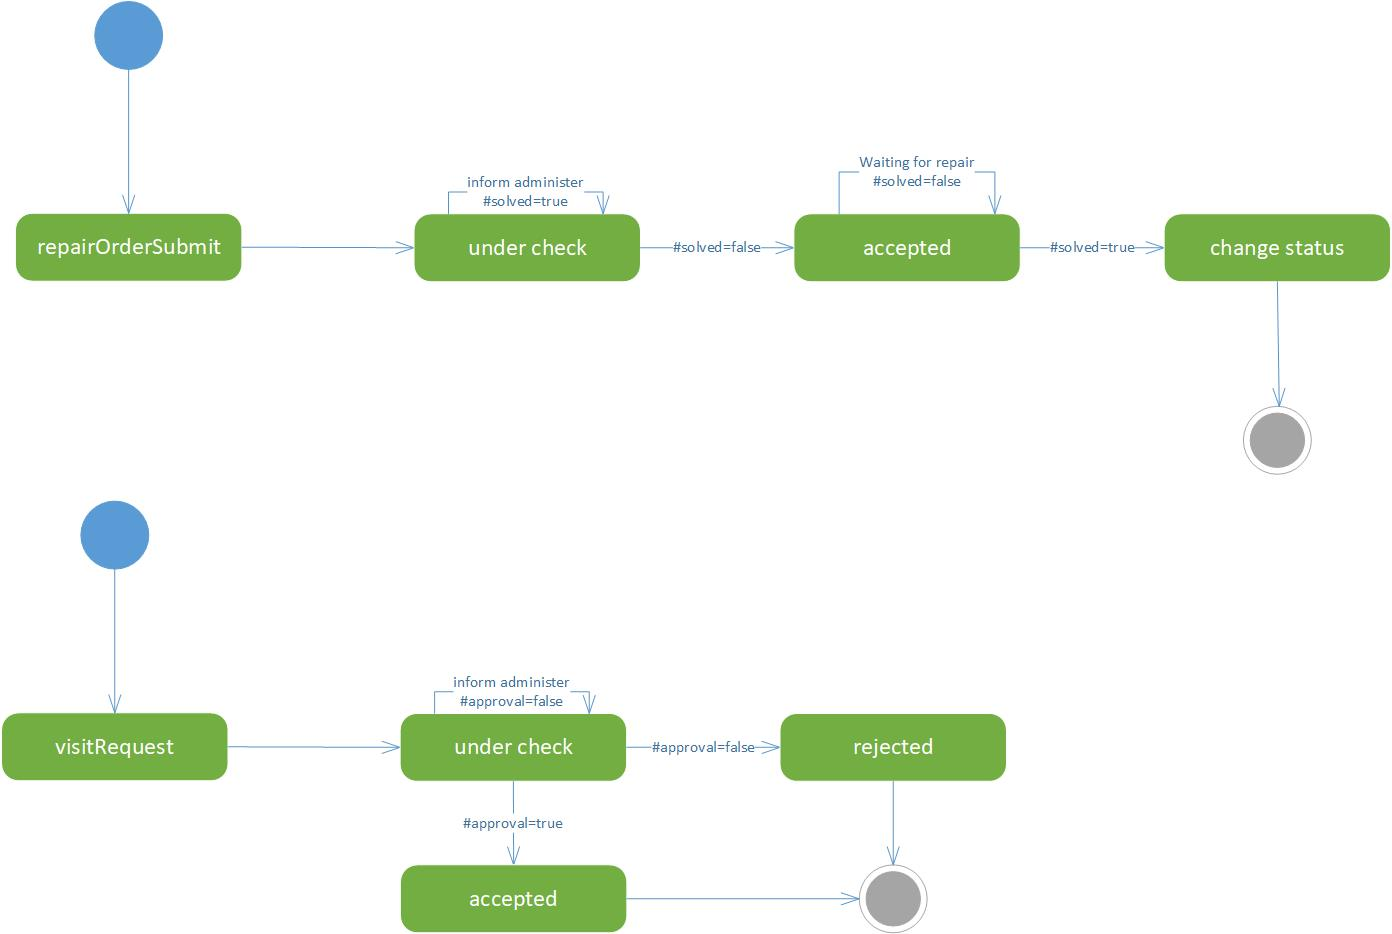 Waiting for repair
#solved=false
inform administer
#solved=true
repairOrderSubmit
under check
#solved=false
accepted
#solved=true
change status
inform administer
#approval=false
visitRequest
under check
#approval=false
rejected
#approval=true
accepted